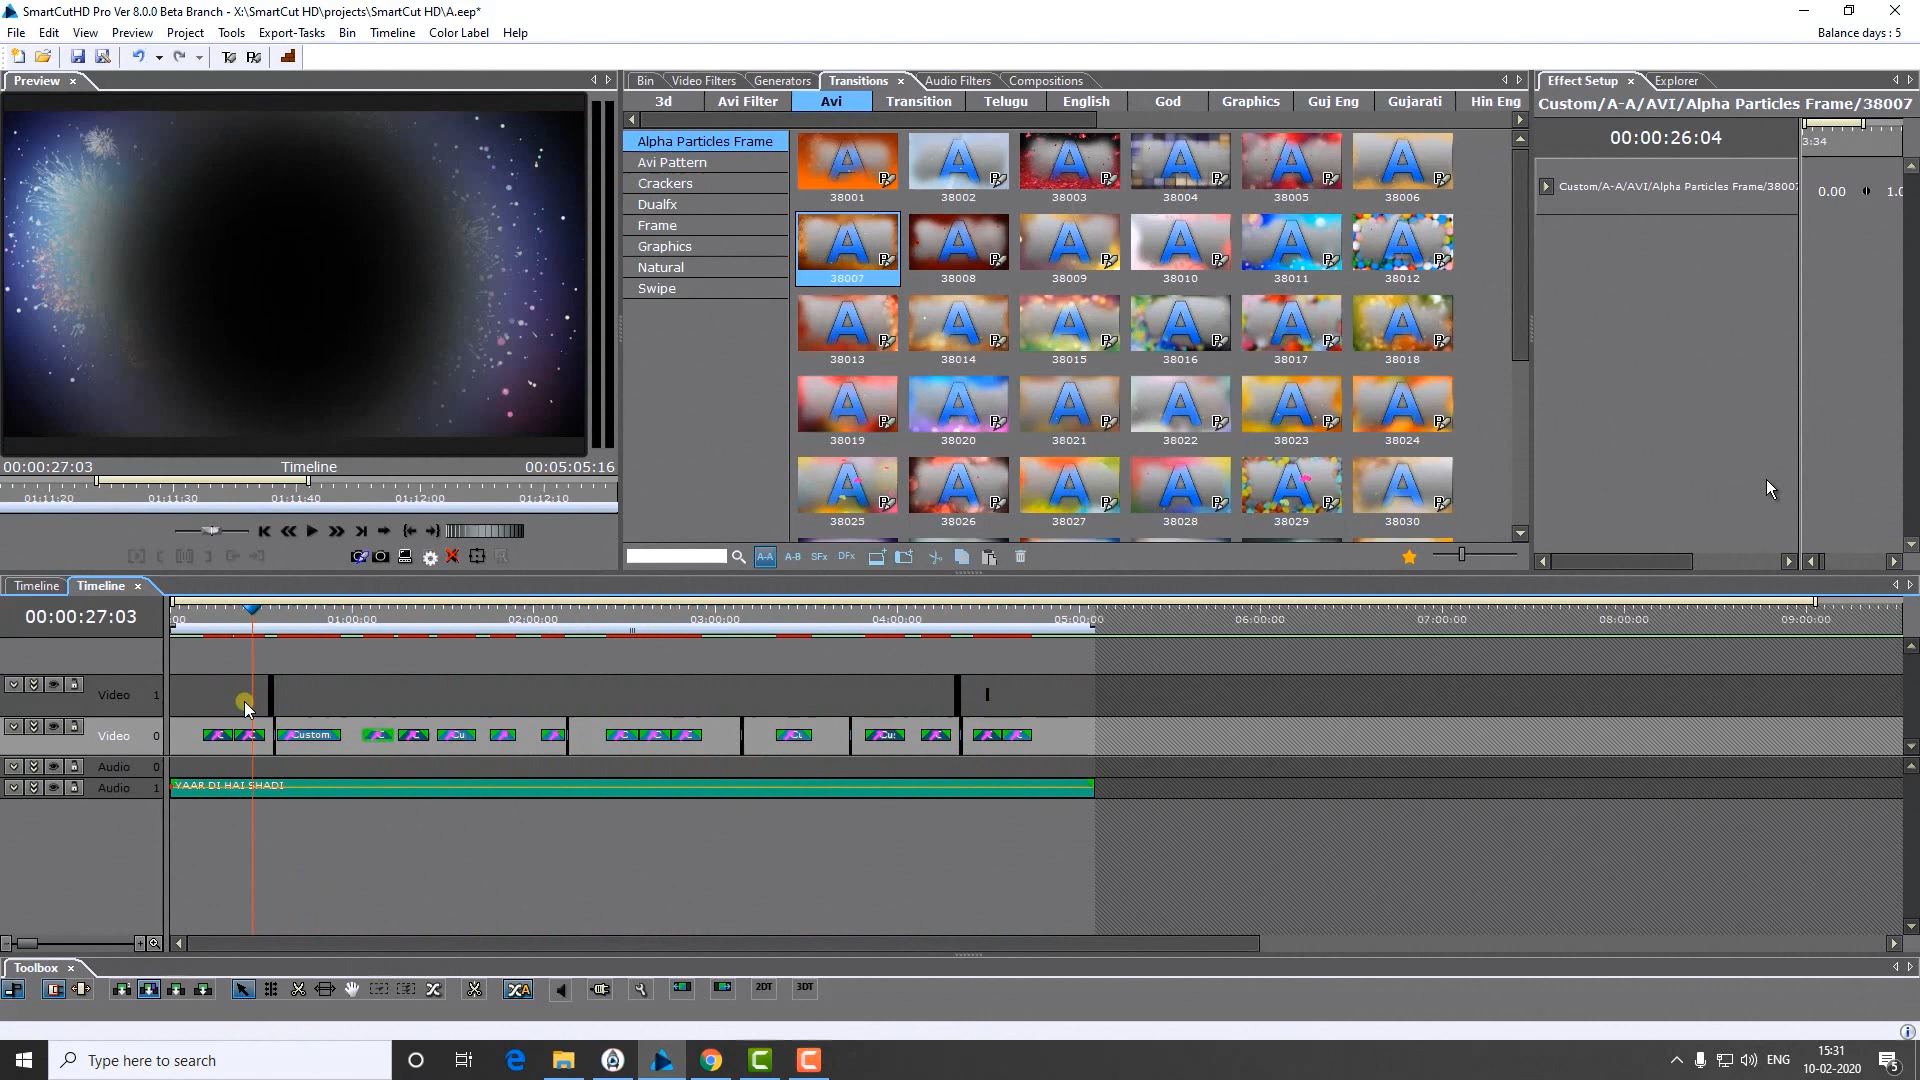 SmartCutHD Pro Ver 8.0.0 Beta Branch - X:\SmartCut HD\projects\SmartCut HD\A.eep*
File Edit View Preview Project Tools Export-Tasks Bin Timeline Color Label Help
Balance days : 5
Preview
Bin Video Filters Generators Transitions Audio Filters Compositions
Effect Setup Explorer
3d Avi Filter Avi Transition Telugu English God Graphics Guj Eng Gujarati Hin Eng
Custom/A-A/AVI/Alpha Particles Frame/38007
00:00:26:04
3:34
Custom/A-A/AVI/Alpha Particles Frame/38007
0.00
Alpha Particles Frame
Avi Pattern
Crackers
Dualfx
Frame
Graphics
Natural
Swipe
38001 38002 38003 38004 38005 38006
38007 38008 38009 38010 38011 38012
38013 38014 38015 38016 38017 38018
38019 38020 38021 38022 38023 38024
38025 38026 38027 38028 38029 38030
00:00:27:03 Timeline 00:05:05:16
01:11:20 01:11:30 01:11:40 01:12:00 01:12:10
A-A A-B SFx DFx
Timeline Timeline
00:00:27:03
:00 01:00:00 02:00:00 03:00:00 04:00:00 05:00:00 06:00:00 07:00:00 08:00:00 09:00:00
Video 1
Video 0
Custom
Audio 0
Audio 1
YAAR DI HAI SHADI
Toolbox
2DT 3DT
Type here to search
ENG
15:31
10-02-2020
5